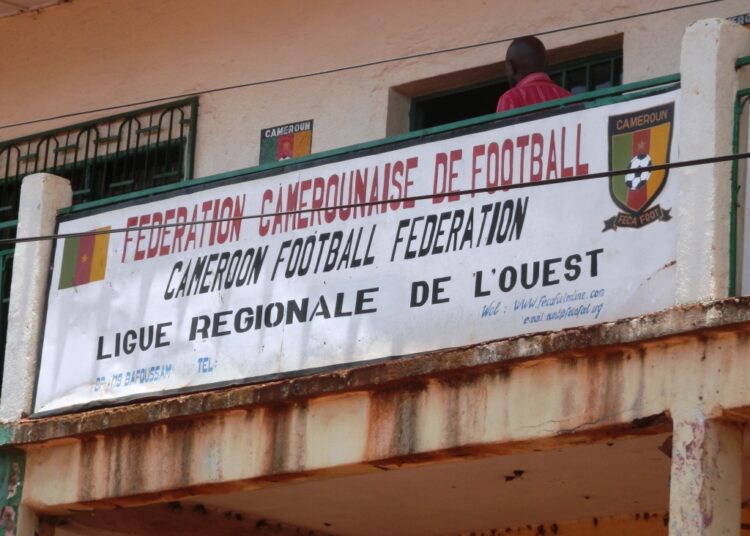 CAMEROUN
FEDERATION CAMEROUNAISE DE FOOTBALL
CAMEROON FOOTBALL FEDERATION
LIGUE REGIONALE DE L'OUEST
CAMEROUN
FECA FOOT
BAFOUSSAM
TEL: